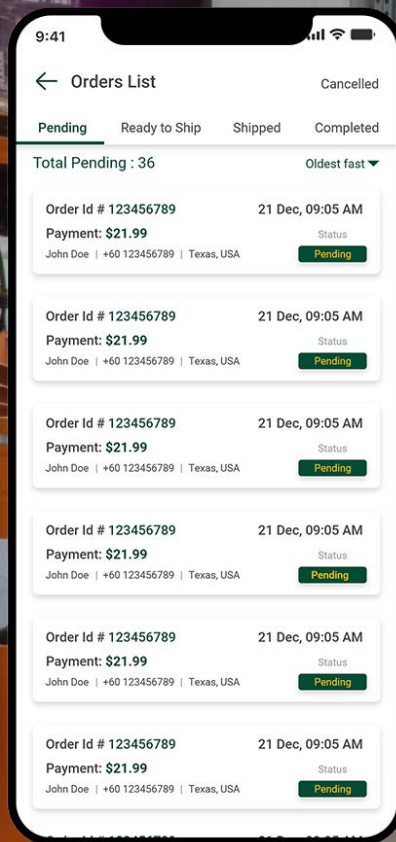 9:41
Orders List
Cancelled
Pending Ready to Ship Shipped Completed
Total Pending : 36
Oldest fast
Order Id # 123456789 21 Dec, 09:05 AM
Payment: $21.99 Status
John Doe | +60 123456789 | Texas, USA Pending
Order Id # 123456789 21 Dec, 09:05 AM
Payment: $21.99 Status
John Doe | +60 123456789 | Texas, USA Pending
Order Id # 123456789 21 Dec, 09:05 AM
Payment: $21.99 Status
John Doe | +60 123456789 | Texas, USA Pending
Order Id # 123456789 21 Dec, 09:05 AM
Payment: $21.99 Status
John Doe | +60 123456789 | Texas, USA Pending
Order Id # 123456789 21 Dec, 09:05 AM
Payment: $21.99 Status
John Doe | +60 123456789 | Texas, USA Pending
Order Id # 123456789 21 Dec, 09:05 AM
Payment: $21.99 Status
John Doe | +60 123456789 | Texas, USA Pending